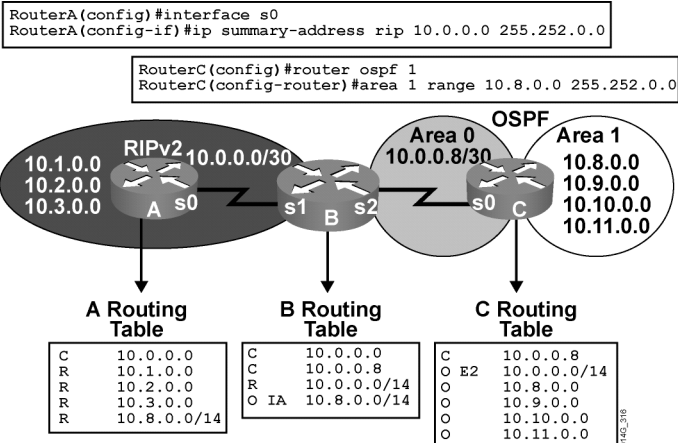 RouterA(config)#interface s0
RouterA(config-if)#ip summary-address rip 10.0.0.0 255.252.0.0
RouterC(config)#router ospf 1
RouterC(config-router)#area 1 range 10.8.0.0 255.252.0.0
OSPF
RIPv2
10.0.0.0/30
10.1.0.0
10.2.0.0
10.3.0.0
A
s0
s1
B
s2
Area 0
10.0.0.8/30
s0
C
Area 1
10.8.0.0
10.9.0.0
10.10.0.0
10.11.0.0
A Routing
Table
C 10.0.0.0
R 10.1.0.0
R 10.2.0.0
R 10.3.0.0
R 10.8.0.0/14
B Routing
Table
C 10.0.0.0
C 10.0.0.8
R 10.0.0.0/14
O IA 10.8.0.0/14
C Routing
Table
C 10.0.0.8
O E2 10.0.0.0/14
O 10.8.0.0
O 10.9.0.0
O 10.10.0.0
O 10.11.0.0
14G_316